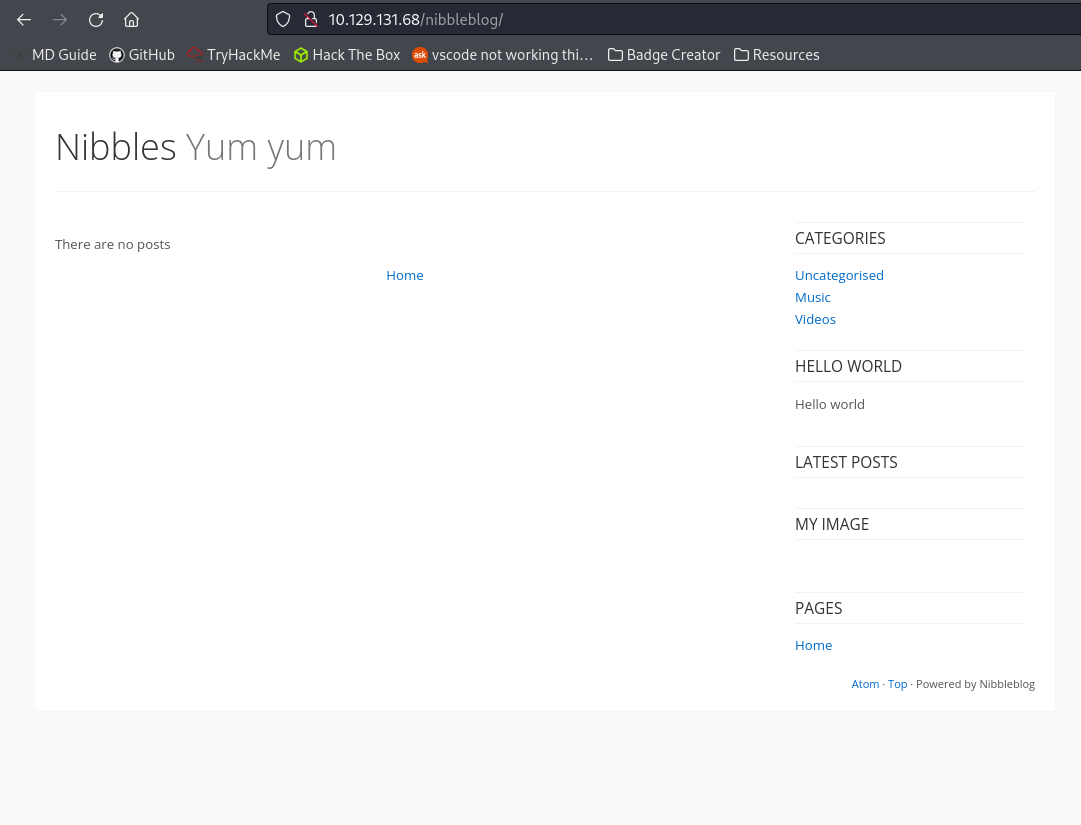 10.129.131.68/nibbleblog/
MD Guide GitHub TryHackMe Hack The Box ask vscode not working thi... Badge Creator Resources
Nibbles Yum yum
There are no posts
Home
CATEGORIES
Uncategorised
Music
Videos
HELLO WORLD
Hello world
LATEST POSTS
MY IMAGE
PAGES
Home
Atom · Top · Powered by Nibbleblog